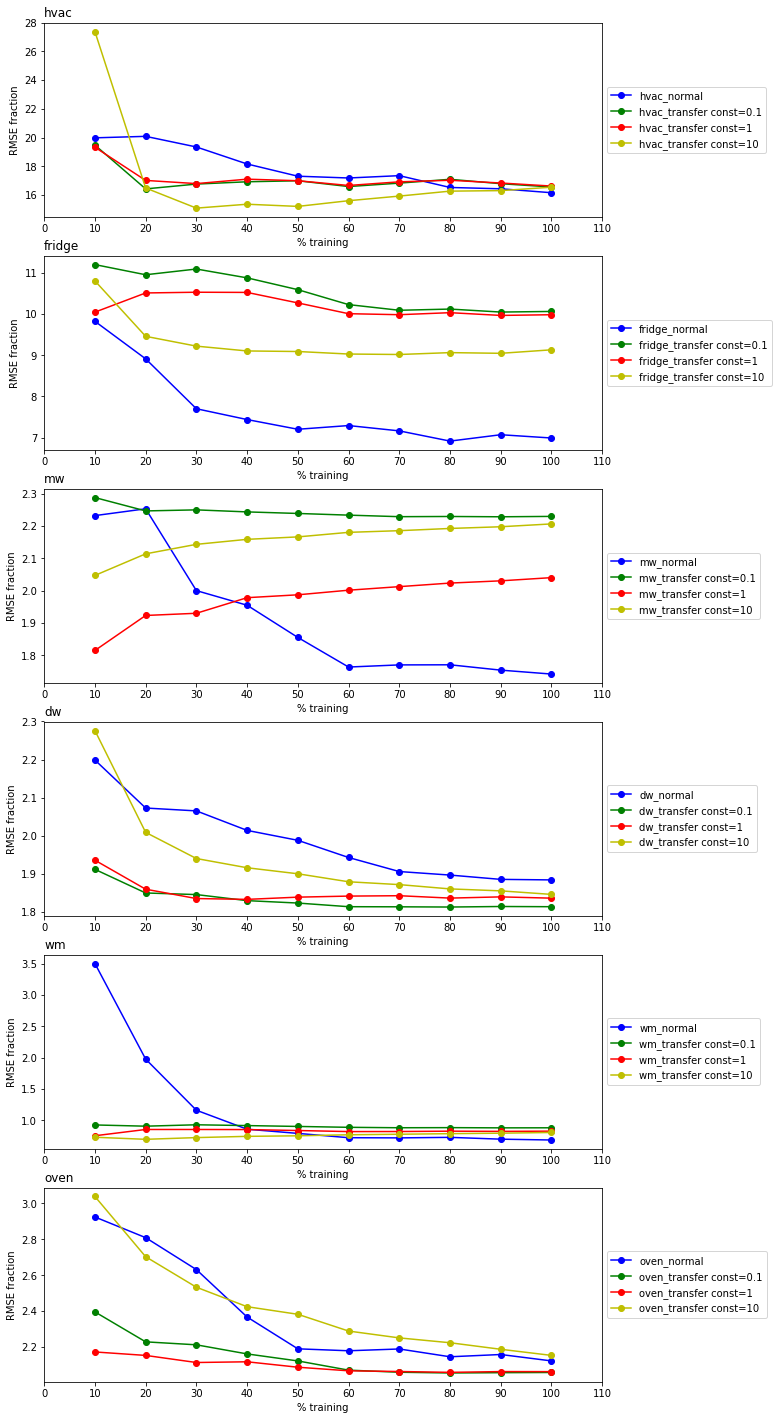 hvac
28
26
24
22
20
18
16
RMSE fraction
0 10 20 30 40 50 60 70 80 90 100 110
% training
hvac_normal
hvac_transfer const=0.1
hvac_transfer const=1
hvac_transfer const=10
fridge
11
10
9
8
7
RMSE fraction
0 10 20 30 40 50 60 70 80 90 100 110
% training
fridge_normal
fridge_transfer const=0.1
fridge_transfer const=1
fridge_transfer const=10
mw
2.3
2.2
2.1
2.0
1.9
1.8
RMSE fraction
0 10 20 30 40 50 60 70 80 90 100 110
% training
mw_normal
mw_transfer const=0.1
mw_transfer const=1
mw_transfer const=10
dw
2.3
2.2
2.1
2.0
1.9
1.8
RMSE fraction
0 10 20 30 40 50 60 70 80 90 100 110
% training
dw_normal
dw_transfer const=0.1
dw_transfer const=1
dw_transfer const=10
wm
3.5
3.0
2.5
2.0
1.5
1.0
RMSE fraction
0 10 20 30 40 50 60 70 80 90 100 110
% training
wm_normal
wm_transfer const=0.1
wm_transfer const=1
wm_transfer const=10
oven
3.0
2.8
2.6
2.4
2.2
RMSE fraction
0 10 20 30 40 50 60 70 80 90 100 110
% training
oven_normal
oven_transfer const=0.1
oven_transfer const=1
oven_transfer const=10